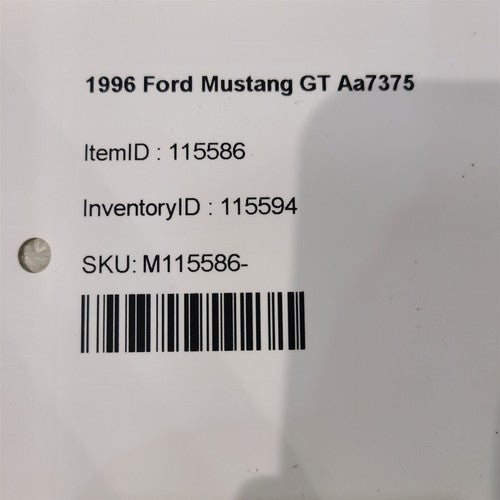 1996 Ford Mustang GT Aa7375
ItemID : 115586
InventoryID : 115594
SKU: M115586-